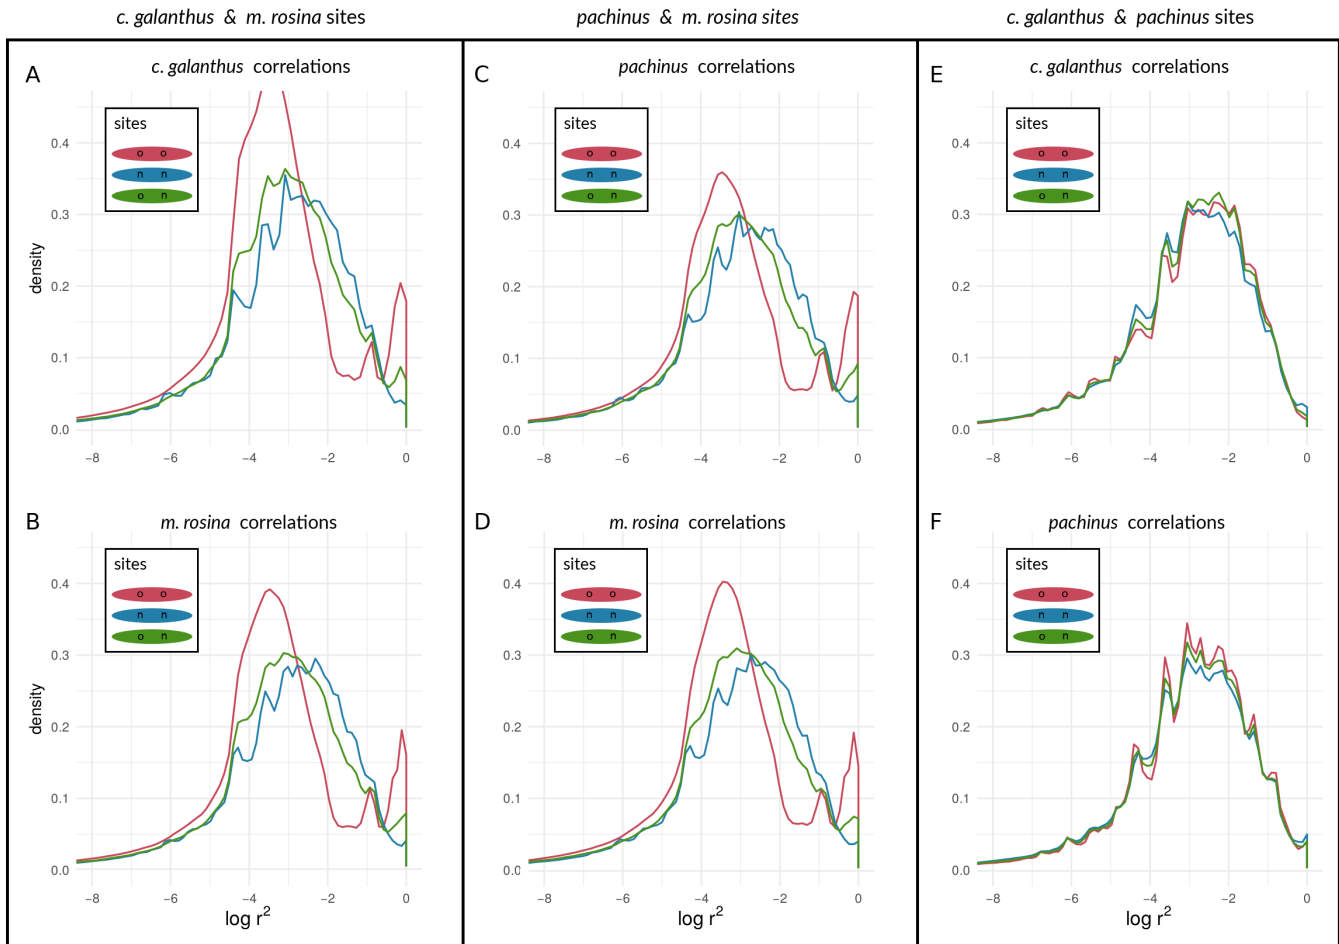 c. galanthus & m. rosina sites
pachinus & m. rosina sites
c. galanthus & pachinus sites
A
c. galanthus correlations
sites
o o
n n
o n
density
0.4
0.3
0.2
0.1
0.0
−8 −6 −4 −2 0
B
m. rosina correlations
sites
o o
n n
o n
density
0.4
0.3
0.2
0.1
0.0
−8 −6 −4 −2 0
log r²
C
pachinus correlations
sites
o o
n n
o n
0.4
0.3
0.2
0.1
0.0
−8 −6 −4 −2 0
D
m. rosina correlations
sites
o o
n n
o n
0.4
0.3
0.2
0.1
0.0
−8 −6 −4 −2 0
log r²
E
c. galanthus correlations
sites
o o
n n
o n
0.4
0.3
0.2
0.1
0.0
−8 −6 −4 −2 0
F
pachinus correlations
sites
o o
n n
o n
0.4
0.3
0.2
0.1
0.0
−8 −6 −4 −2 0
log r²